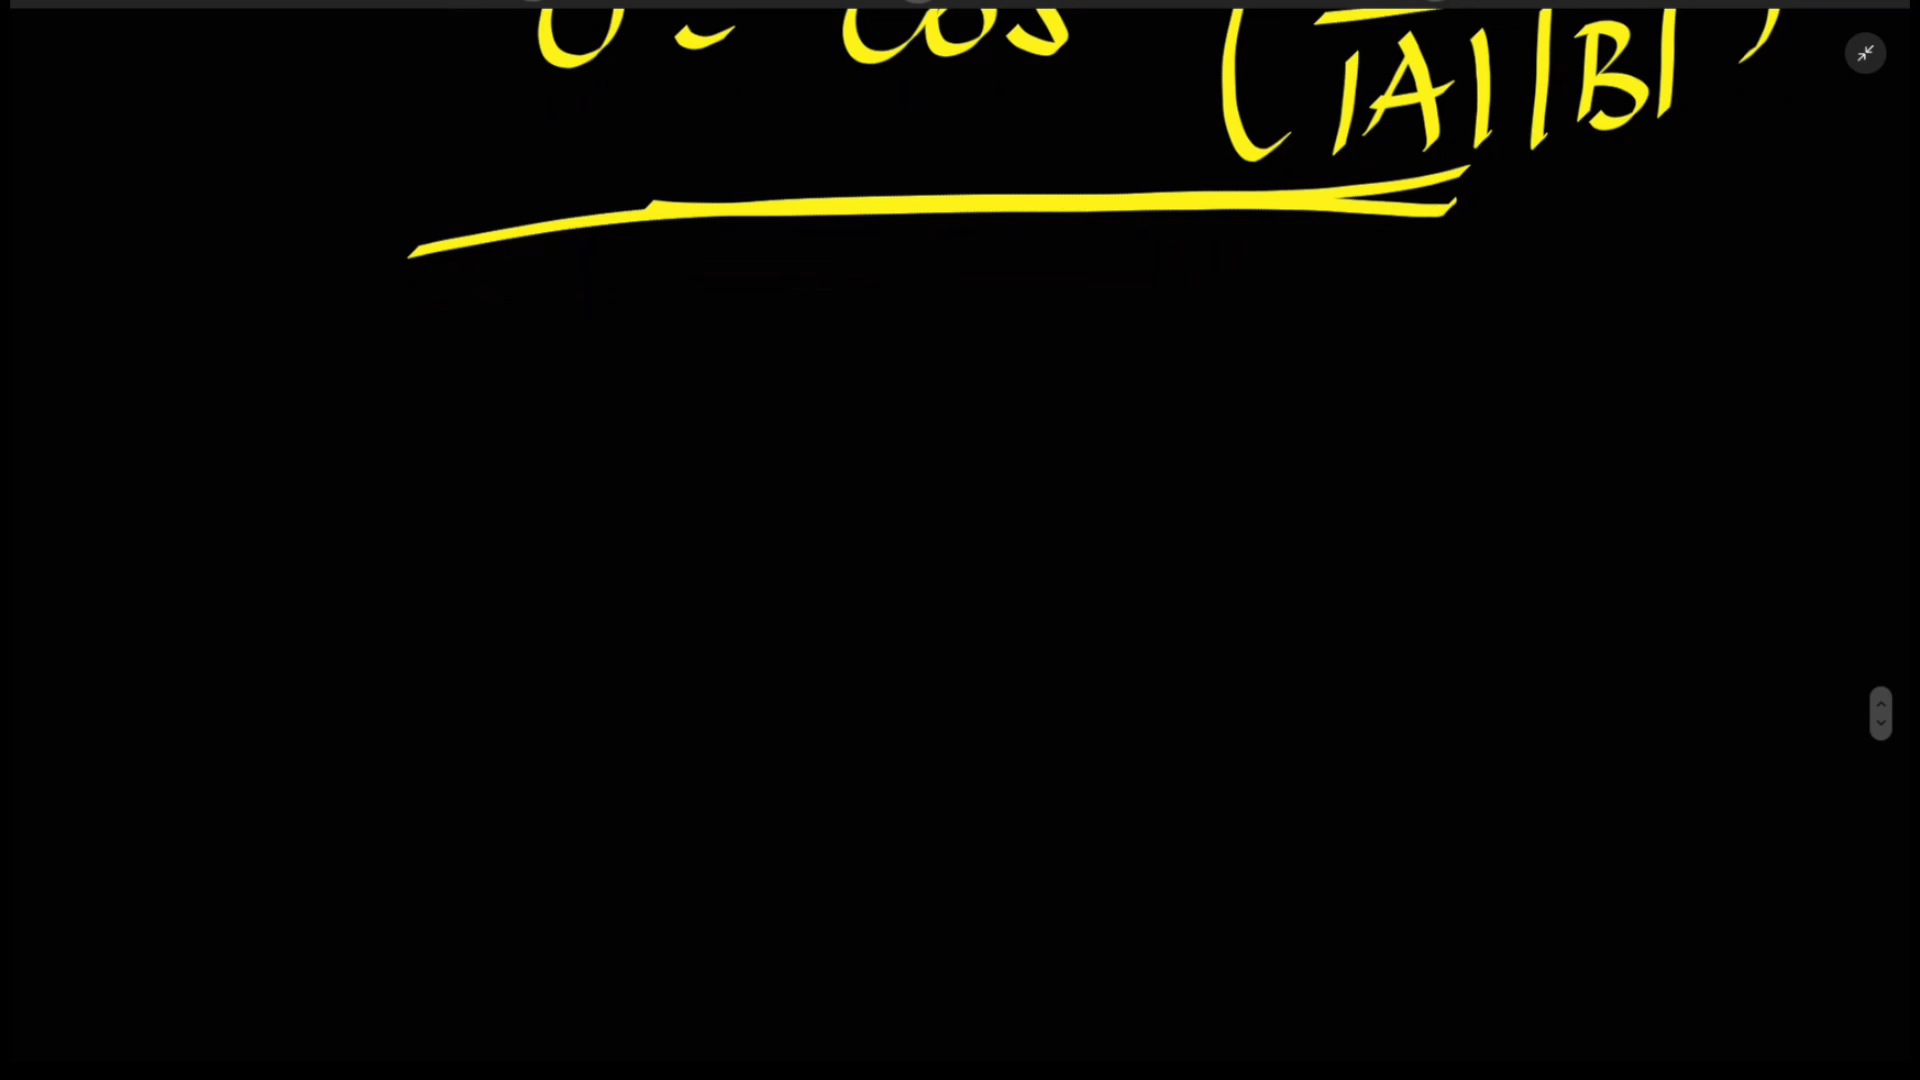 θ = cos ( / |A| |B| )